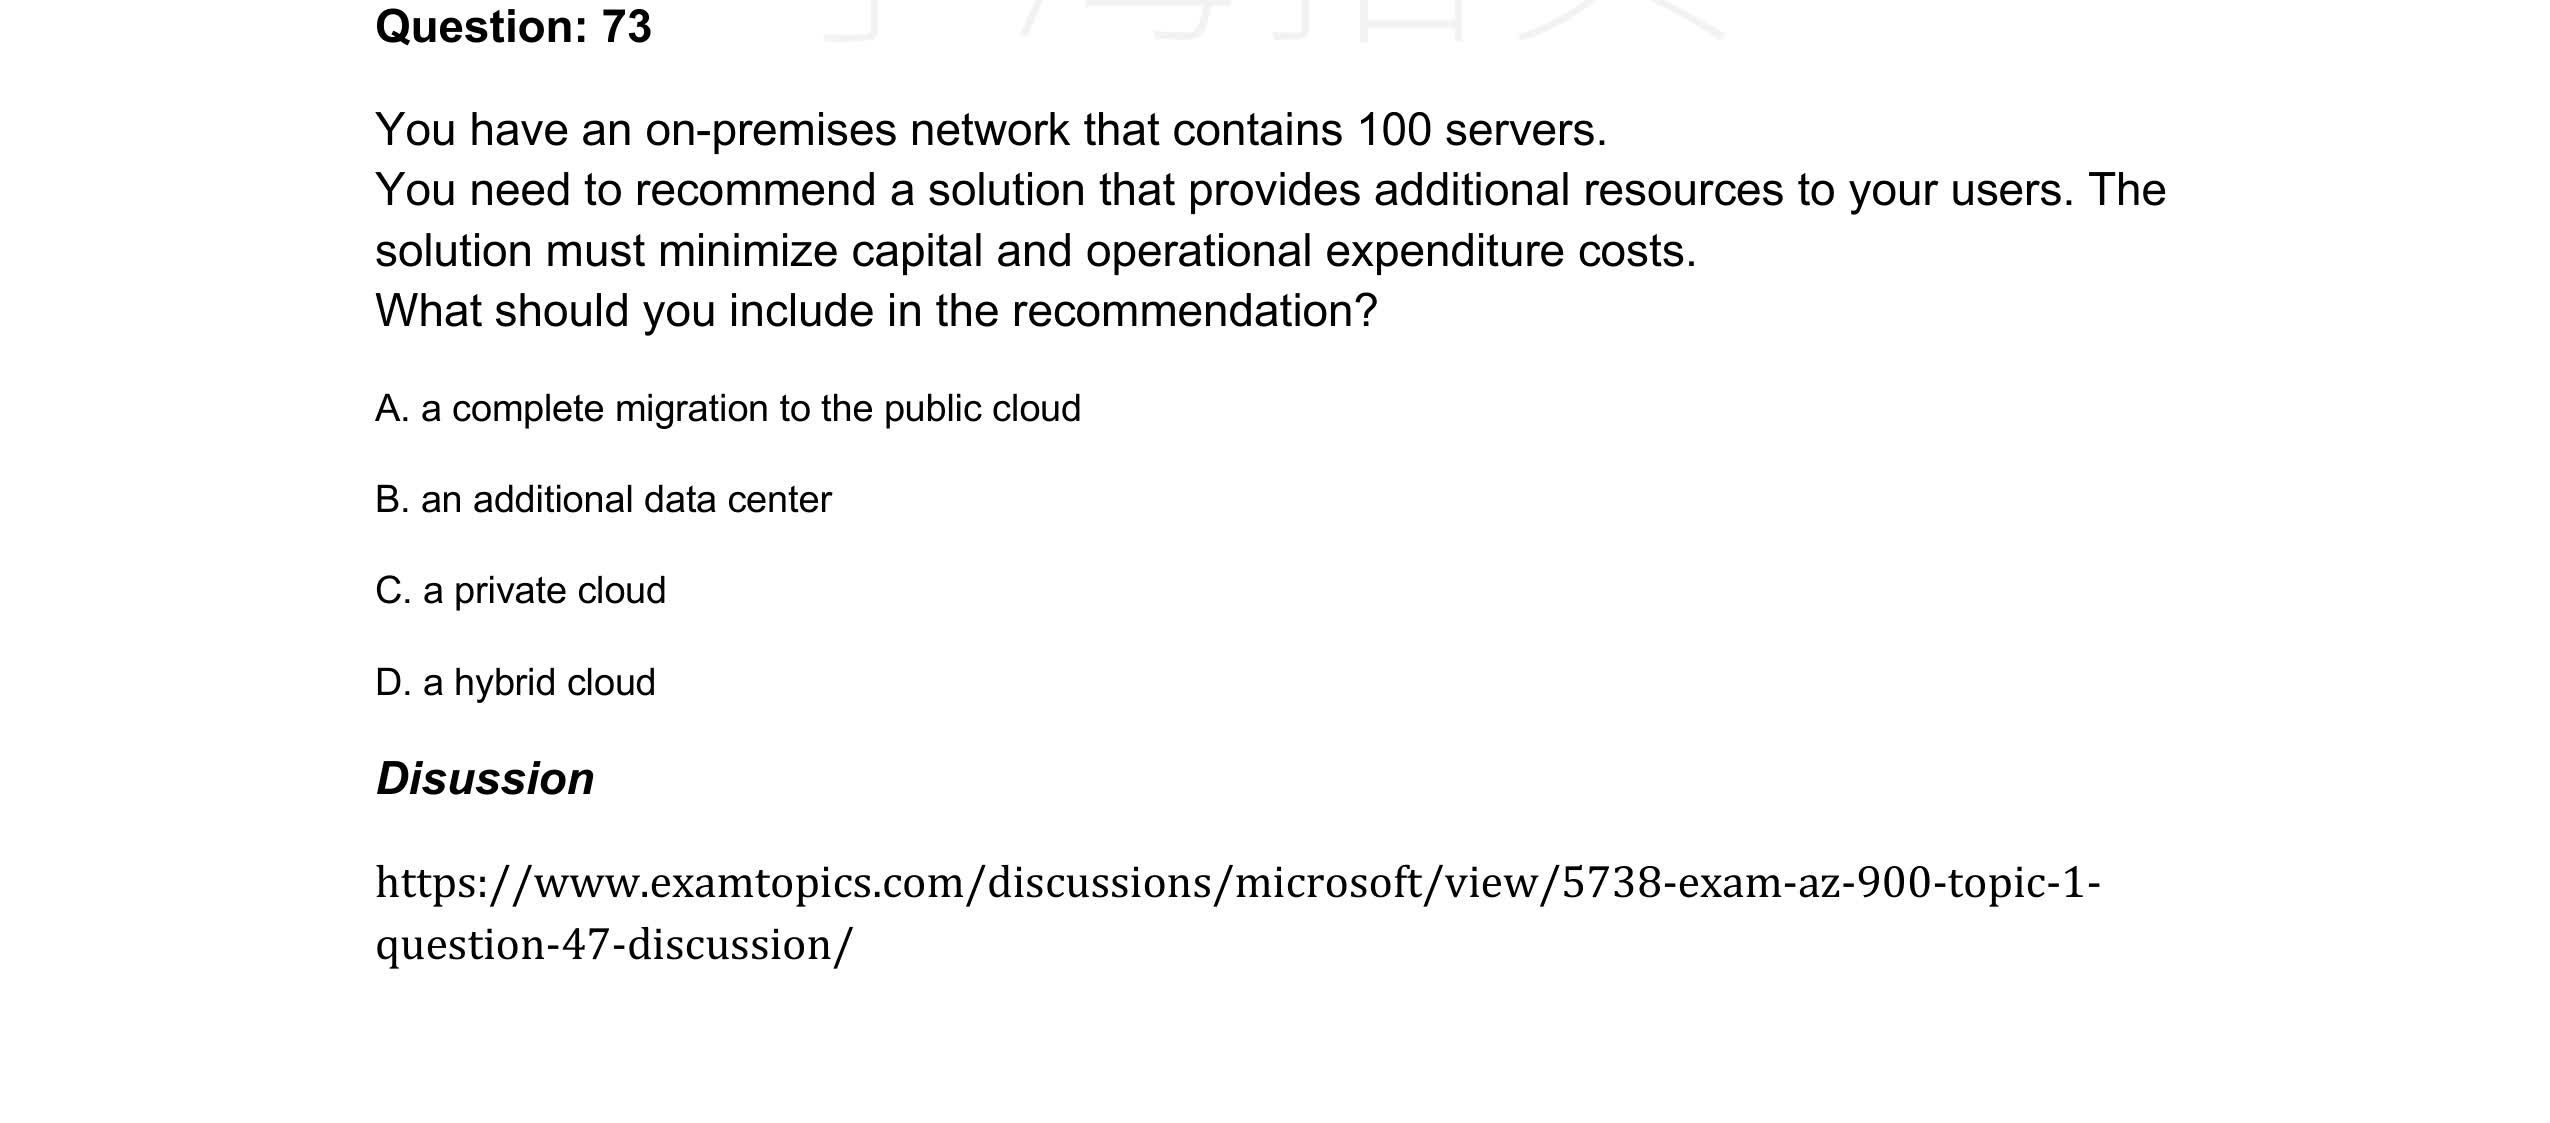 Question: 73
You have an on-premises network that contains 100 servers.
You need to recommend a solution that provides additional resources to your users. The
solution must minimize capital and operational expenditure costs.
What should you include in the recommendation?
A. a complete migration to the public cloud
B. an additional data center
C. a private cloud
D. a hybrid cloud
Disussion
https://www.examtopics.com/discussions/microsoft/view/5738-exam-az-900-topic-1-
question-47-discussion/